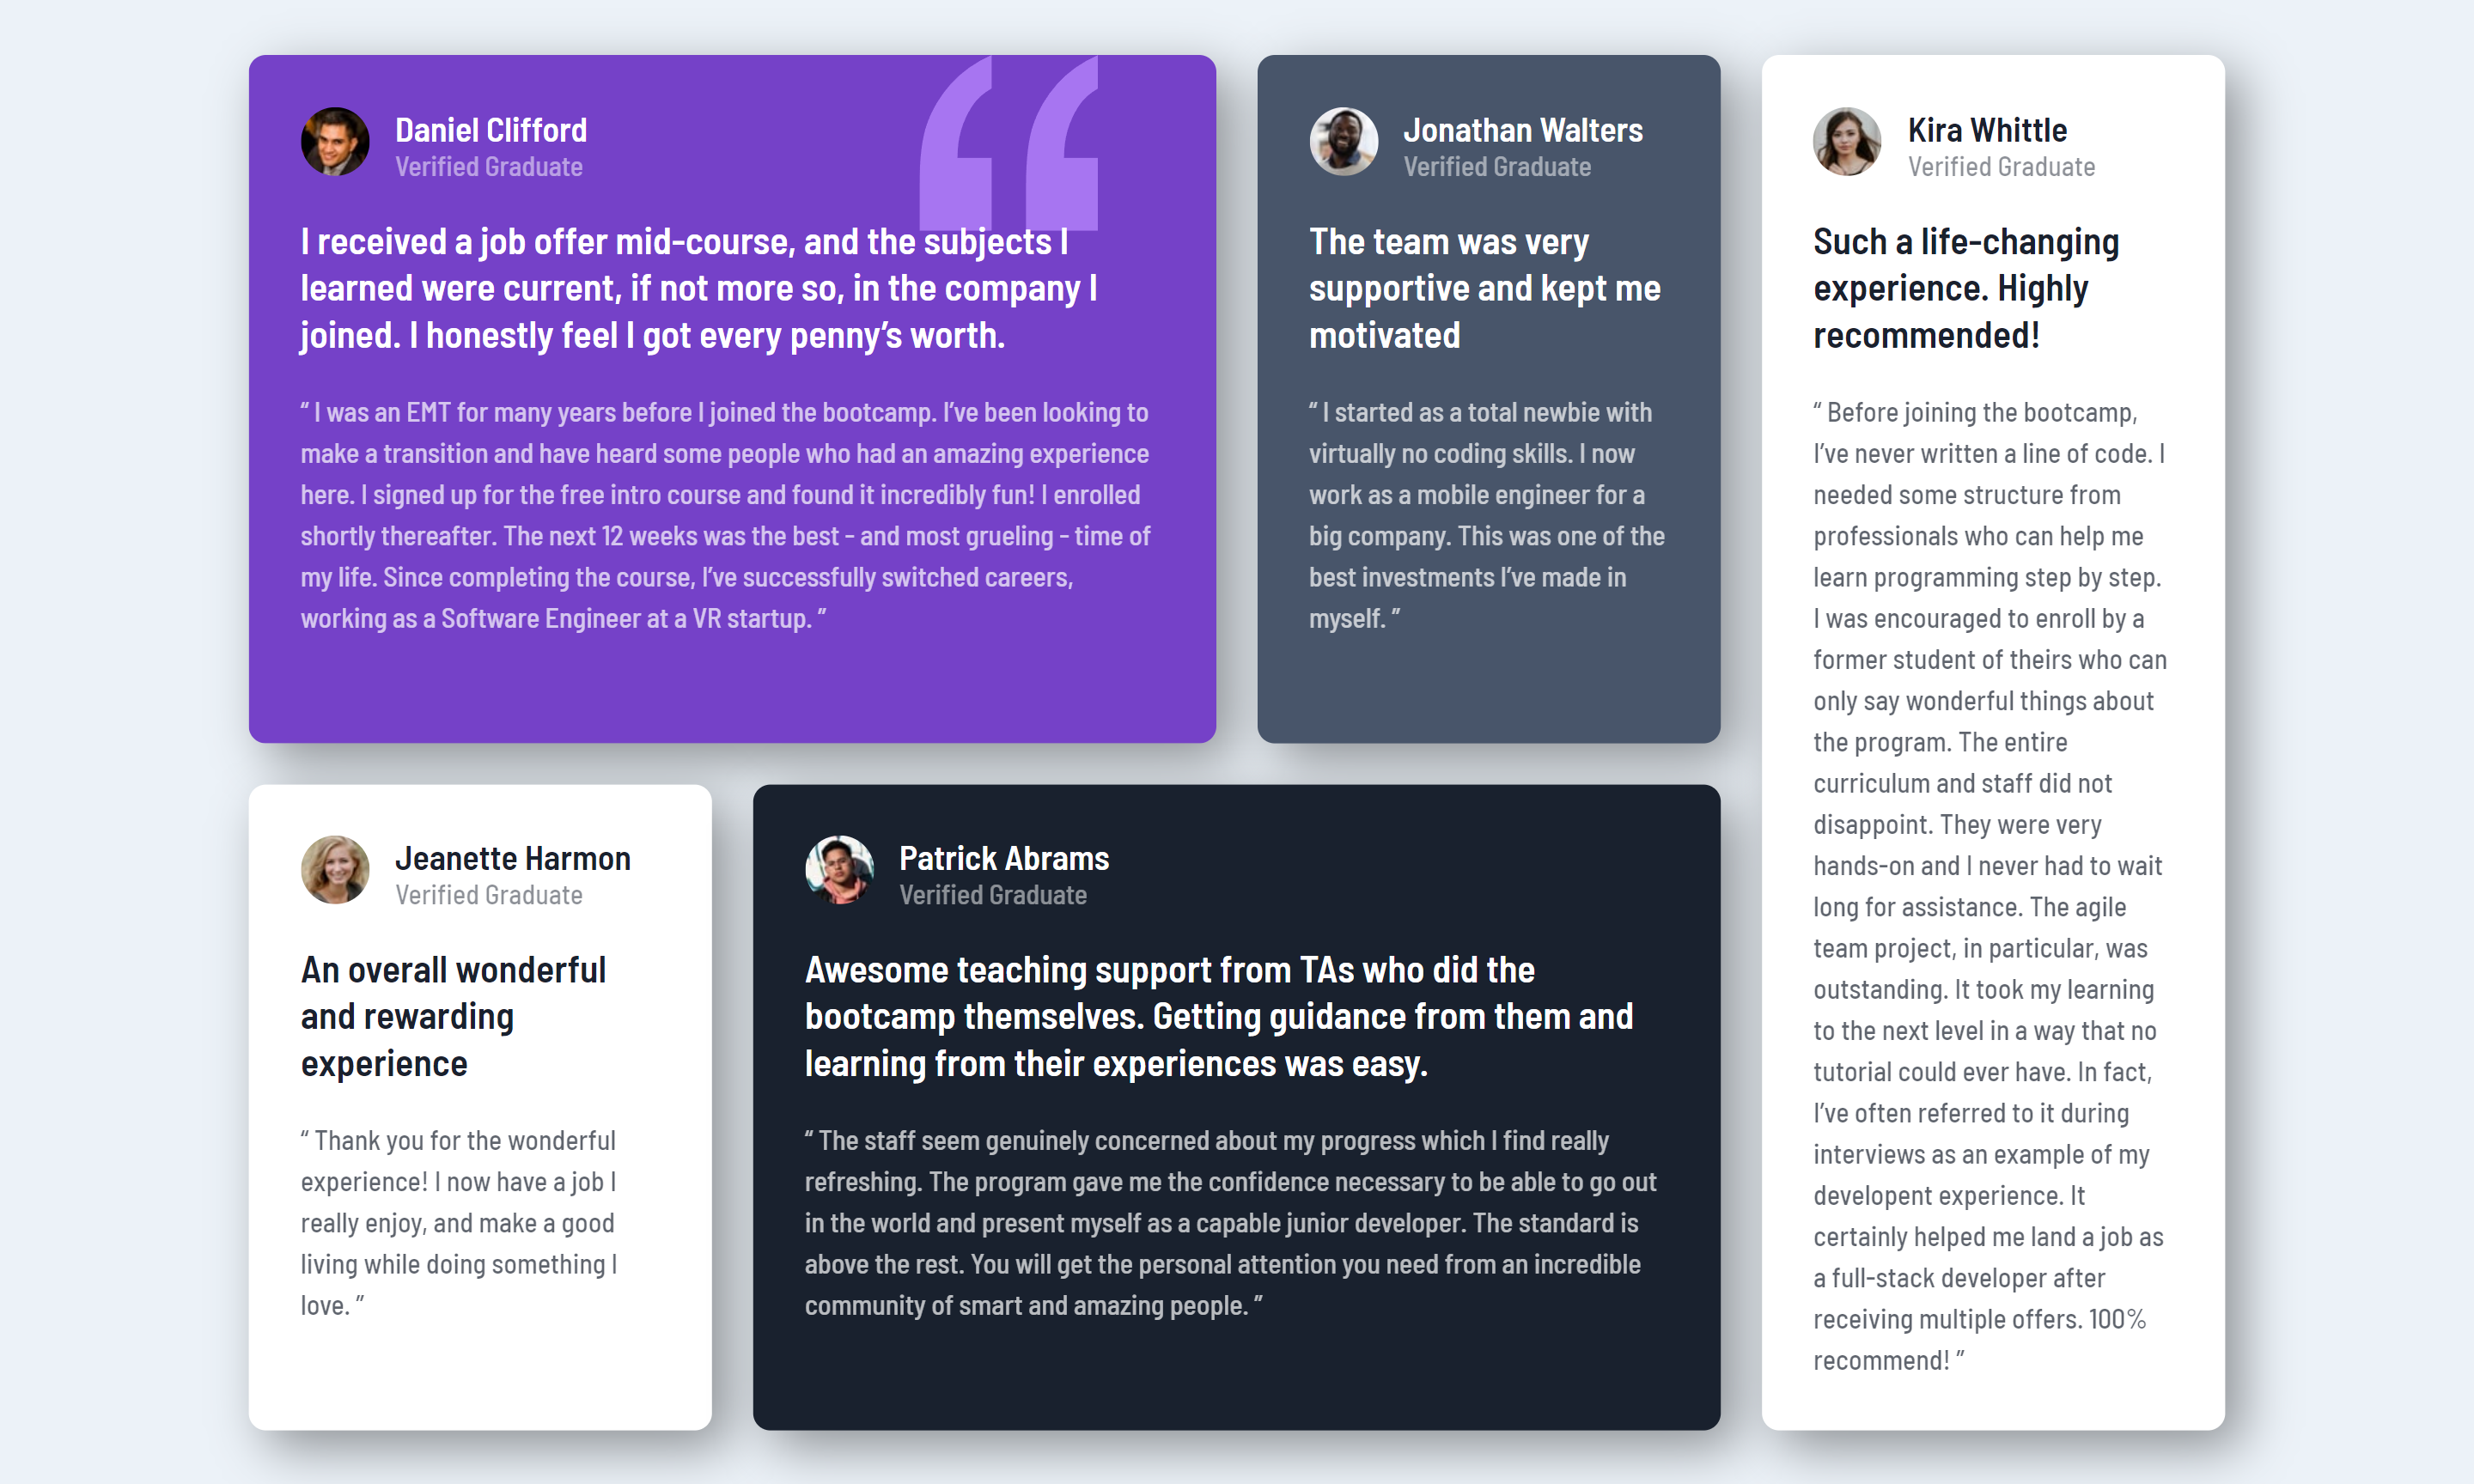 Daniel Clifford
Verified Graduate
I received a job offer mid-course, and the subjects I
learned were current, if not more so, in the company I
joined. I honestly feel I got every penny’s worth.
“ I was an EMT for many years before I joined the bootcamp. I’ve been looking to
make a transition and have heard some people who had an amazing experience
here. I signed up for the free intro course and found it incredibly fun! I enrolled
shortly thereafter. The next 12 weeks was the best - and most grueling - time of
my life. Since completing the course, I’ve successfully switched careers,
working as a Software Engineer at a VR startup. ”
Jonathan Walters
Verified Graduate
The team was very
supportive and kept me
motivated
“ I started as a total newbie with
virtually no coding skills. I now
work as a mobile engineer for a
big company. This was one of the
best investments I’ve made in
myself. ”
Kira Whittle
Verified Graduate
Such a life-changing
experience. Highly
recommended!
“ Before joining the bootcamp,
I’ve never written a line of code. I
needed some structure from
professionals who can help me
learn programming step by step.
I was encouraged to enroll by a
former student of theirs who can
only say wonderful things about
the program. The entire
curriculum and staff did not
disappoint. They were very
hands-on and I never had to wait
long for assistance. The agile
team project, in particular, was
outstanding. It took my learning
to the next level in a way that no
tutorial could ever have. In fact,
I’ve often referred to it during
interviews as an example of my
developent experience. It
certainly helped me land a job as
a full-stack developer after
receiving multiple offers. 100%
recommend! ”
Jeanette Harmon
Verified Graduate
An overall wonderful
and rewarding
experience
“ Thank you for the wonderful
experience! I now have a job I
really enjoy, and make a good
living while doing something I
love. ”
Patrick Abrams
Verified Graduate
Awesome teaching support from TAs who did the
bootcamp themselves. Getting guidance from them and
learning from their experiences was easy.
“ The staff seem genuinely concerned about my progress which I find really
refreshing. The program gave me the confidence necessary to be able to go out
in the world and present myself as a capable junior developer. The standard is
above the rest. You will get the personal attention you need from an incredible
community of smart and amazing people. ”